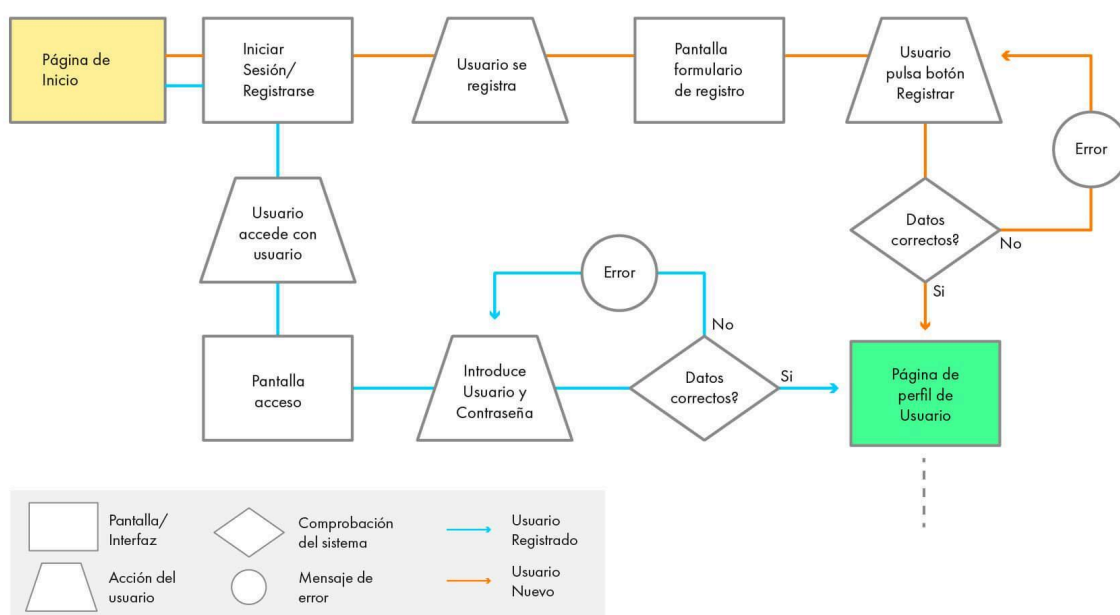 Página de
Inicio
Iniciar
Sesión/
Registrarse
Usuario se
registra
Pantalla
formulario
de registro
Usuario
pulsa botón
Registrar
Error
Usuario
accede con
usuario
Datos
correctos?
No
Si
Error
No
Pantalla
acceso
Introduce
Usuario y
Contraseña
Datos
correctos?
Si
Página de
perfil de
Usuario
Pantalla/
Interfaz
Comprobación
del sistema
Usuario
Registrado
Acción del
usuario
Mensaje de
error
Usuario
Nuevo